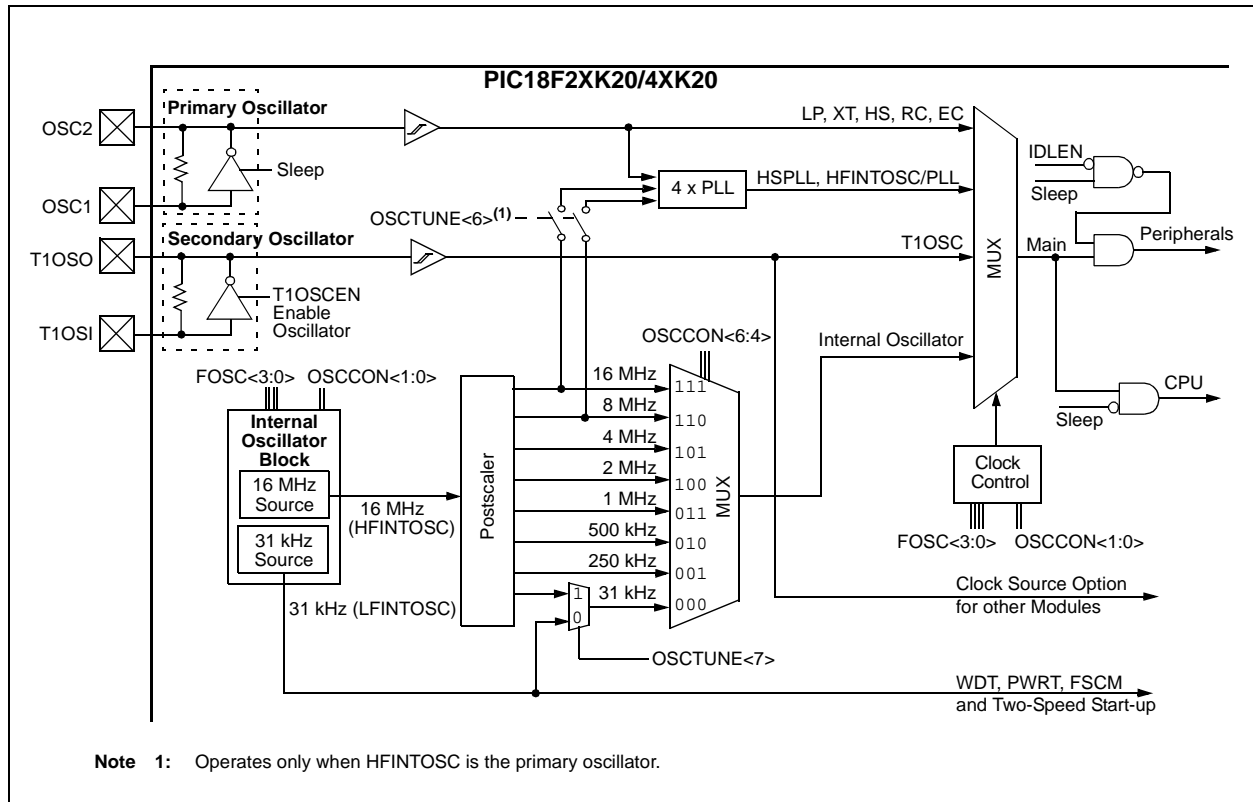 PIC18F2XK20/4XK20
Primary Oscillator
OSC2
Sleep
OSC1
LP, XT, HS, RC, EC
4 x PLL
HSPLL, HFINTOSC/PLL
OSCTUNE<6>(1)
IDLEN
Sleep
Peripherals
Secondary Oscillator
T1OSO
T1OSCEN
Enable
Oscillator
T1OSI
T1OSC
MUX
Main
OSCCON<6:4>
Internal Oscillator
FOSC<3:0>
OSCCON<1:0>
Internal
Oscillator
Block
16 MHz
Source
31 kHz
Source
16 MHz
(HFINTOSC)
31 kHz (LFINTOSC)
Postscaler
16 MHz
111
8 MHz
110
4 MHz
101
2 MHz
100
1 MHz
011
500 kHz
010
250 kHz
001
31 kHz
000
1
0
MUX
OSCTUNE<7>
CPU
Sleep
Clock
Control
FOSC<3:0>
OSCCON<1:0>
Clock Source Option
for other Modules
WDT, PWRT, FSCM
and Two-Speed Start-up
Note 1: Operates only when HFINTOSC is the primary oscillator.